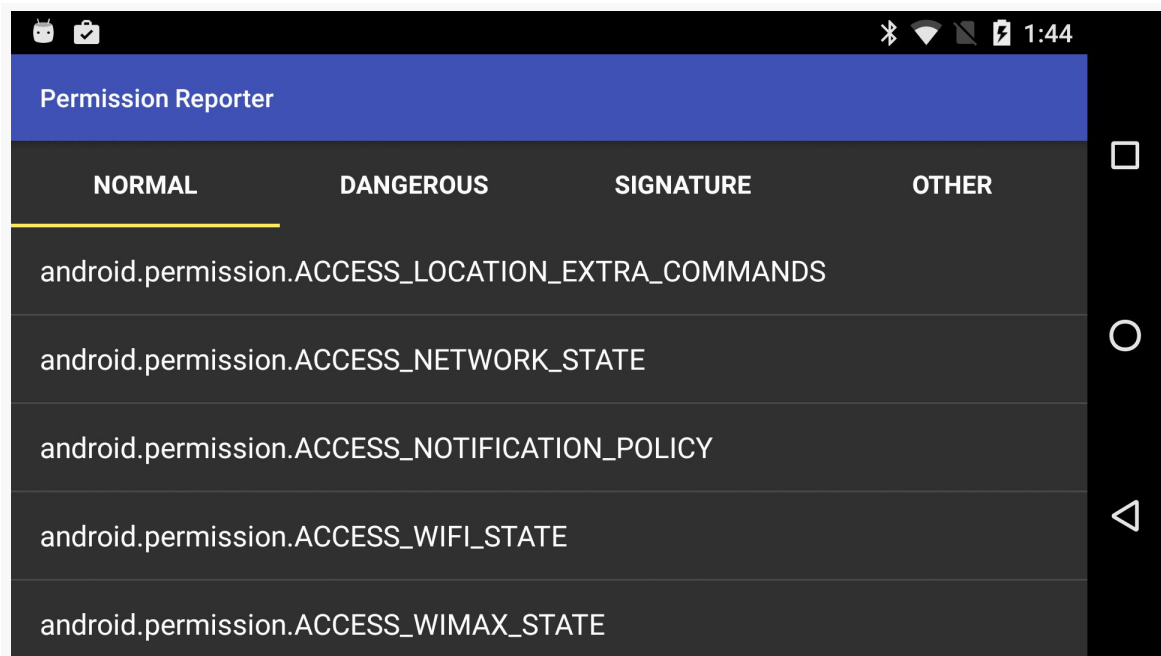 1:44
Permission Reporter
NORMAL DANGEROUS SIGNATURE OTHER
android.permission.ACCESS_LOCATION_EXTRA_COMMANDS
android.permission.ACCESS_NETWORK_STATE
android.permission.ACCESS_NOTIFICATION_POLICY
android.permission.ACCESS_WIFI_STATE
android.permission.ACCESS_WIMAX_STATE